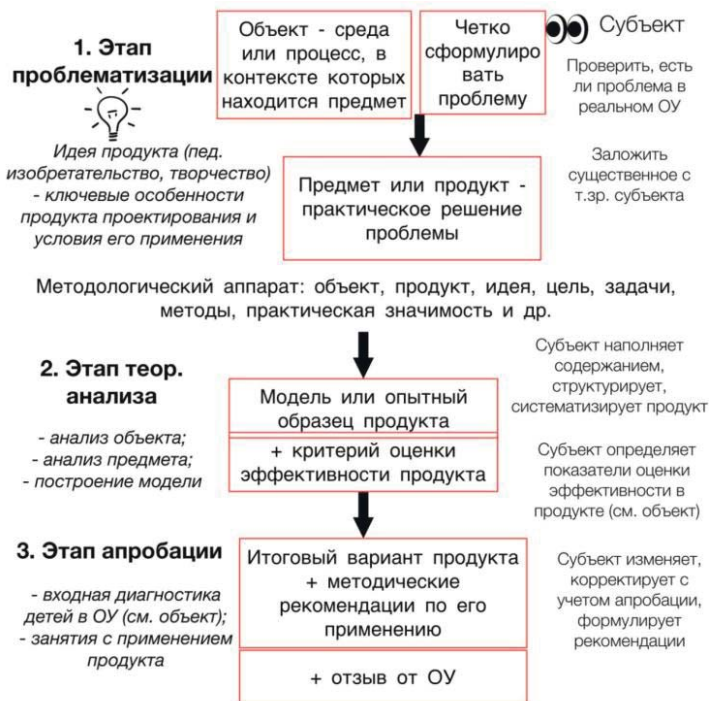 1. Этап
проблематизации
Объект - среда
или процесс, в
контексте которых
находится предмет
Четко
сформулиро
вать
проблему
Субъект
Проверить, есть
ли проблема в
реальном ОУ
Идея продукта (пед.
изобретательство, творчество)
- ключевые особенности
продукта проектирования и
условия его применения
Предмет или продукт -
практическое решение
проблемы
Заложить
существенное с
т.зр. субъекта
Методологический аппарат: объект, продукт, идея, цель, задачи,
методы, практическая значимость и др.
2. Этап теор.
анализа
- анализ объекта;
- анализ предмета;
- построение модели
Модель или опытный
образец продукта
+ критерий оценки
эффективности продукта
Субъект наполняет
содержанием,
структурирует,
систематизирует продукт
Субъект определяет
показатели оценки
эффективности в
продукте (см. объект)
3. Этап апробации
- входная диагностика
детей в ОУ (см. объект);
- занятия с применением
продукта
Итоговый вариант продукта
+ методические
рекомендации по его
применению
+ отзыв от ОУ
Субъект изменяет,
корректирует с
учетом апробации,
формулирует
рекомендации